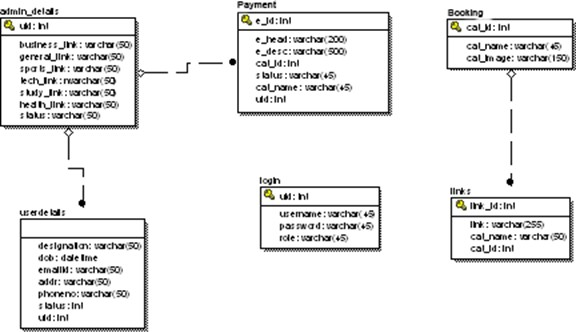 admin_details
uid: int
business_link: varchar(50)
general_link: varchar(50)
sports_link: varchar(50)
tech_link: nvarchar(50)
study_link: varchar(50)
health_link: varchar(50)
status: varchar(50)
Payment
e_id: int
e_head: varchar(200)
e_desc: varchar(500)
cat_id: int
status: varchar(45)
cat_name: varchar(45)
uid: int
Booking
cat_id: int
cat_name: varchar(45)
cat_image: varchar(150)
userdetails
designation: varchar(50)
dob: datetime
emailid: varchar(50)
addr: varchar(50)
phoneno: varchar(50)
status: int
uid: int
login
uid: int
username: varchar(45)
password: varchar(45)
role: varchar(45)
links
link_id: int
link: varchar(255)
cat_name: varchar(50)
cat_id: int